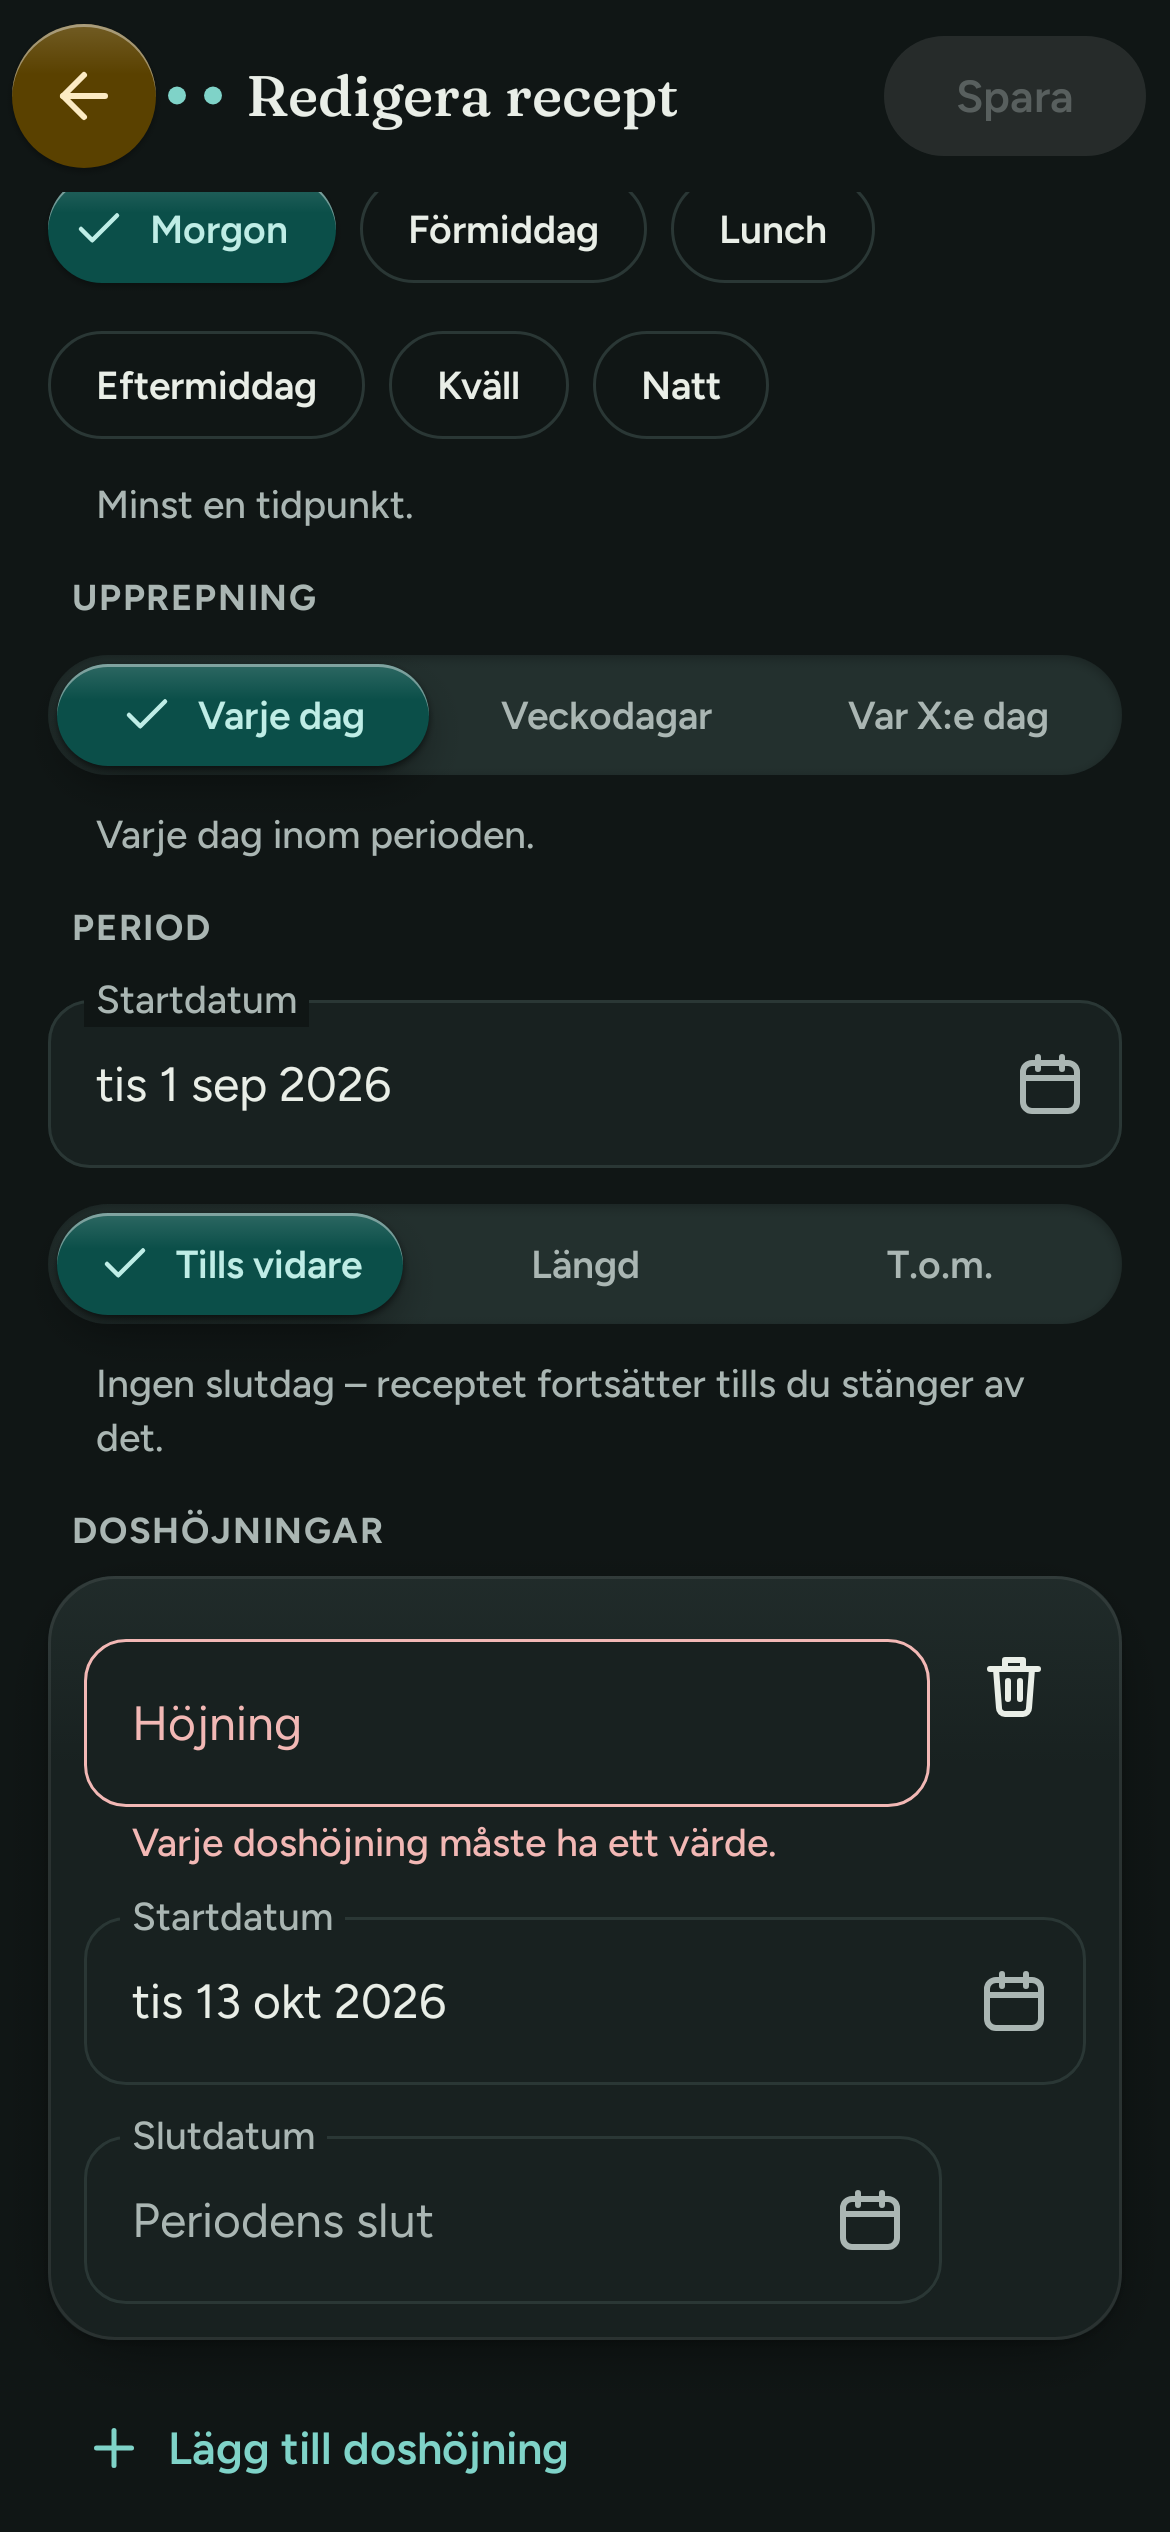 Redigera recept
Spara
Morgon
Förmiddag
Lunch
Eftermiddag
Kväll
Natt
Minst en tidpunkt.
UPPREPNING
Varje dag
Veckodagar
Var X:e dag
Varje dag inom perioden.
PERIOD
Startdatum
tis 1 sep 2026
Tills vidare
Längd
T.o.m.
Ingen slutdag – receptet fortsätter tills du stänger av
det.
DOSHÖJNINGAR
Höjning
Varje doshöjning måste ha ett värde.
Startdatum
tis 13 okt 2026
Slutdatum
Periodens slut
Lägg till doshöjning